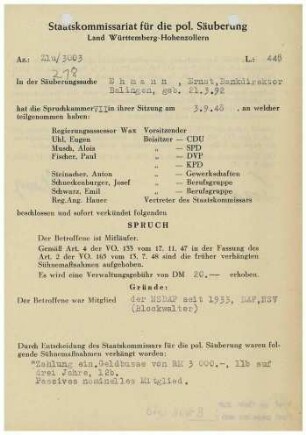 Staatskommissariat für die pol. Säuberung
Land Württemberg-Hohenzollern
Az.: Zlu/3003 L.: 448
278
In der Säuberungssache Ehmann , Ernst, Bankdirektor
Balingen, geb. 21.3.92
hat die Spruchkammer VII in ihrer Sitzung am 3.9.48 , an welcher
teilgenommen haben:
Regierungsassessor Wax Vorsitzender
Uhl, Eugen Beisitzer — CDU
Musch, Alois „ — SPD
Fischer, Paul „ — DVP
„ — KPD
Steinacher, Anton „ — Gewerkschaften
Schneckenburger, Josef „ — Berufsgruppe
Schwarz, Emil „ — Berufsgruppe
Reg.Ang. Haner Vertreter des Staatskommissars
beschlossen und sofort verkündet folgenden
SPRUCH
Der Betroffene ist Mitläufer.
Gemäß Art. 4 der VO. 133 vom 17. 11. 47 in der Fassung des
Art. 2 der VO. 165 vom 13. 7. 48 sind die früher verhängten
Sühnemaßnahmen aufgehoben.
Es wird eine Verwaltungsgebühr von DM 20.— erhoben.
Gründe:
Der Betroffene war Mitglied der NSDAP seit 1933, DAF, NSV
(Blockwalter)
Durch Entscheidung des Staatskommissars für die pol. Säuberung waren fol-
gende Sühnemaßnahmen verhängt worden:
"Zahlung ein. Geldbusse von RM 3 000.-, 11b auf
drei Jahre, 12b.
Passives nominelles Mitglied.